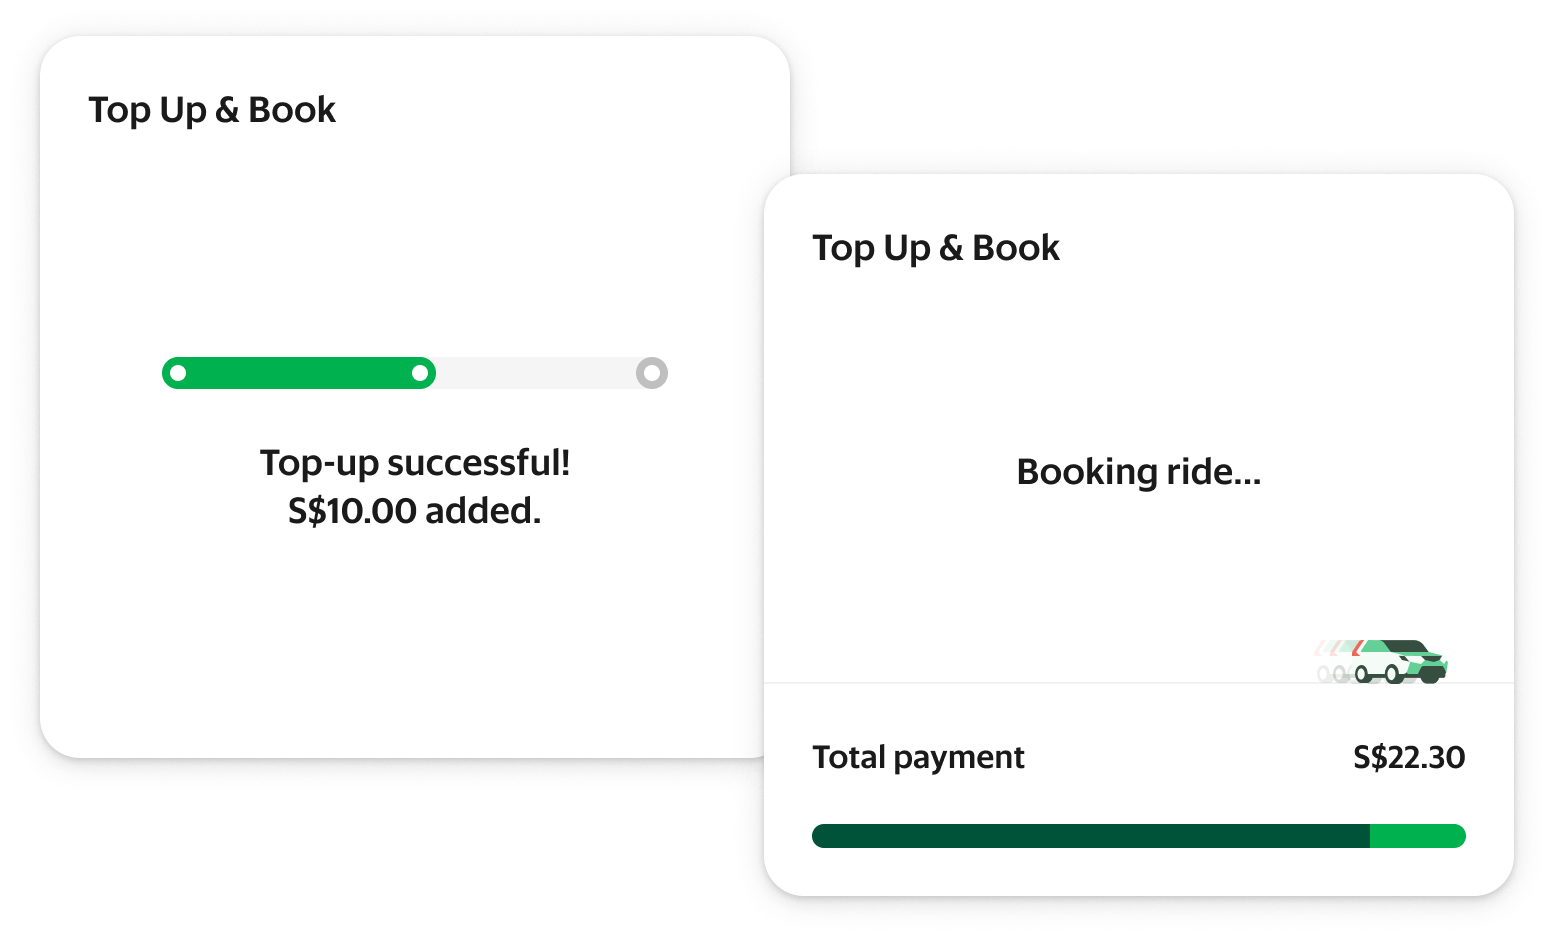 Top Up & Book
Top-up successful!
S$10.00 added.
Top Up & Book
Booking ride...
Total payment S$22.30